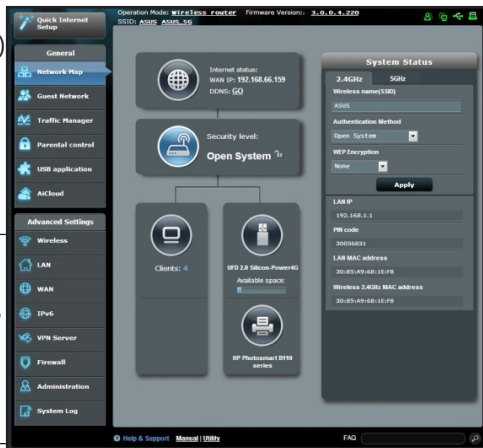 Quick Internet Setup
Operation Mode: Wireless router Firmware Version: 3.0.0.4.220
SSID: ASUS ASUS_5G
General
Network Map
Guest Network
Traffic Manager
Parental control
USB application
AiCloud
Advanced Settings
Wireless
LAN
WAN
IPv6
VPN Server
Firewall
Administration
System Log
Internet status:
WAN IP: 192.168.66.159
DDNS: GO
Security level:
Open System
Clients: 4
UFD 2.0 Silicon-Power4G
Available space:
HP Photosmart B110 series
System Status
2.4GHz 5GHz
Wireless name(SSID)
ASUS
Authentication Method
Open System
WEP Encryption
None
Apply
LAN IP
192.168.1.1
PIN code
30056831
LAN MAC address
30:85:A9:68:1E:F8
Wireless 2.4GHz MAC address
30:85:A9:68:1E:F8
Help & Support Manual | Utility FAQ